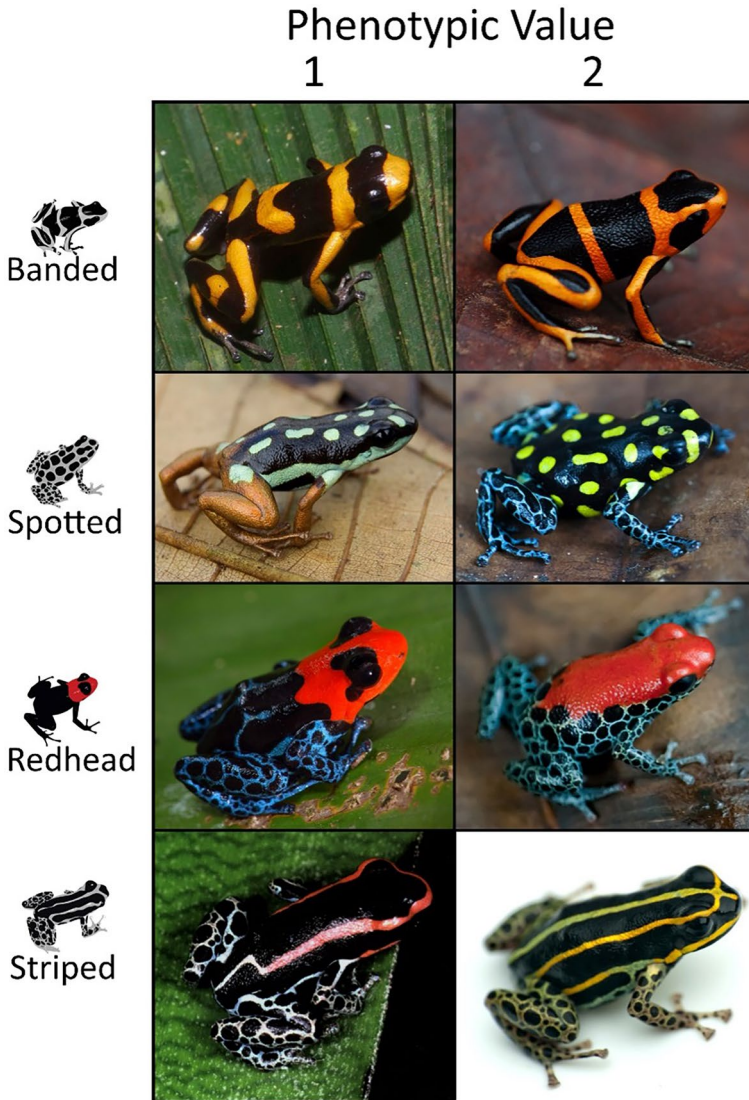 Phenotypic Value
1 2
Banded
Spotted
Redhead
Striped